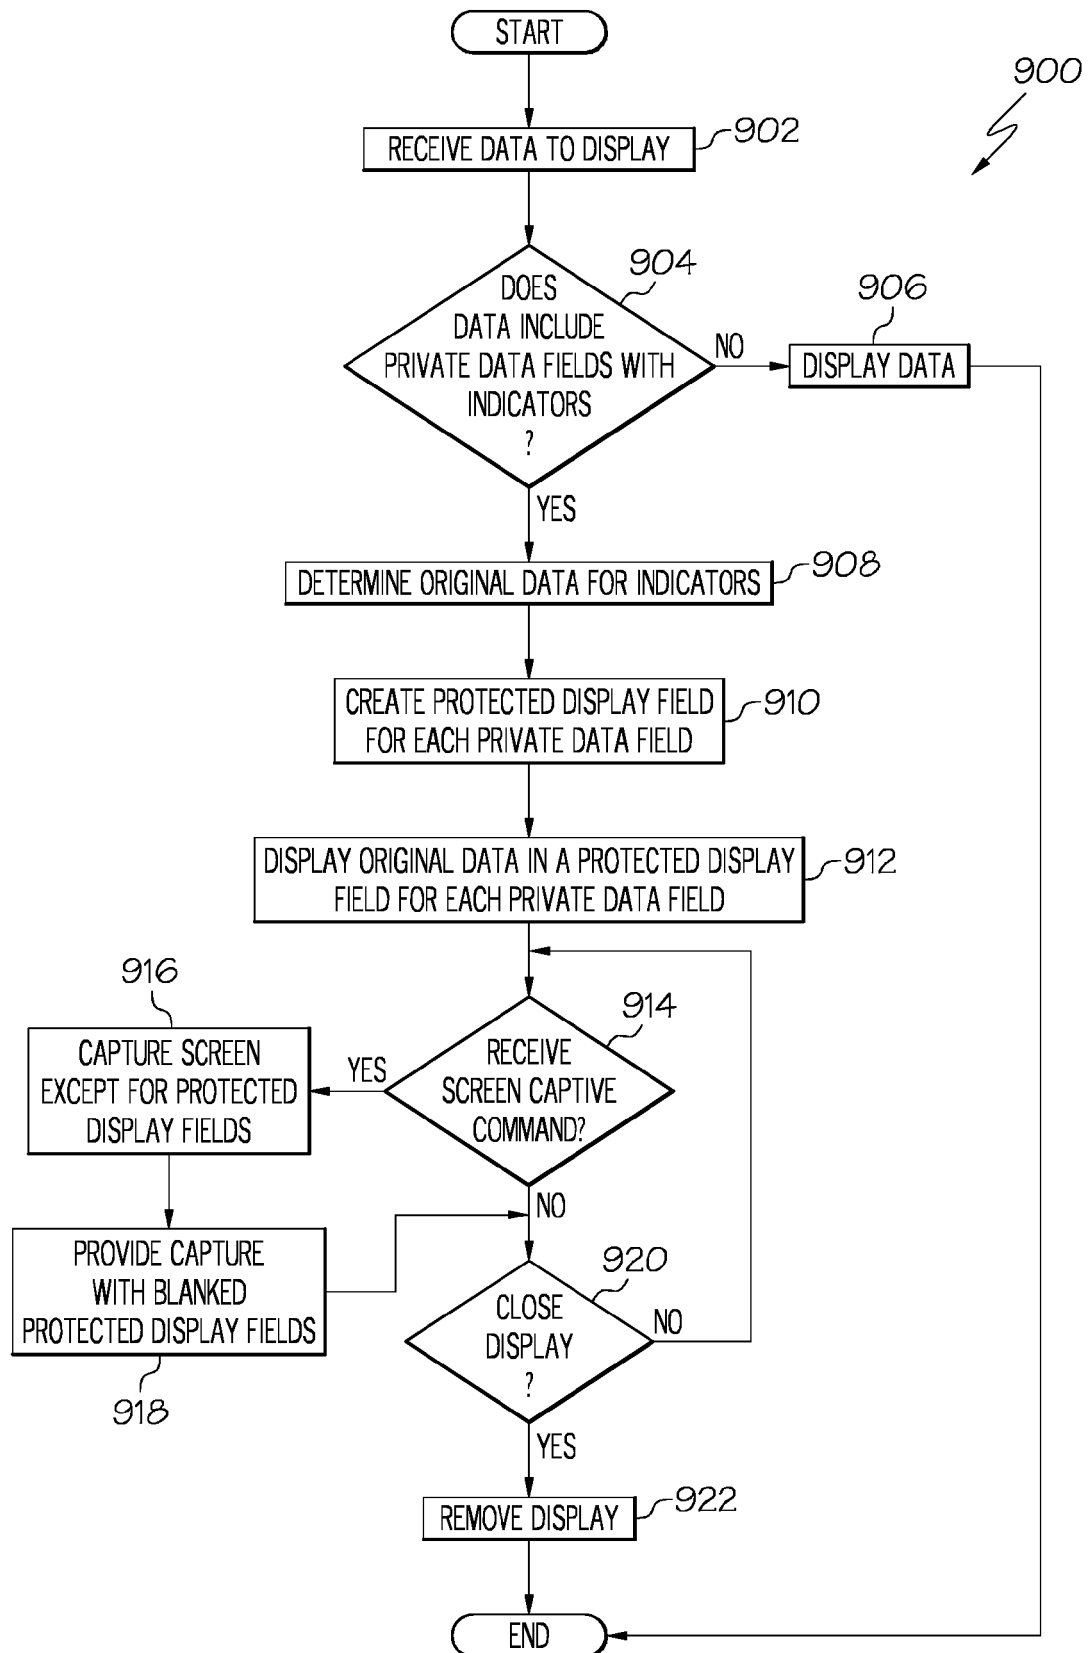 START
900
RECEIVE DATA TO DISPLAY
902
904
DOES
DATA INCLUDE
PRIVATE DATA FIELDS WITH
INDICATORS
?
NO
906
DISPLAY DATA
YES
DETERMINE ORIGINAL DATA FOR INDICATORS
908
CREATE PROTECTED DISPLAY FIELD
FOR EACH PRIVATE DATA FIELD
910
DISPLAY ORIGINAL DATA IN A PROTECTED DISPLAY
FIELD FOR EACH PRIVATE DATA FIELD
912
914
RECEIVE
SCREEN CAPTIVE
COMMAND?
YES
916
CAPTURE SCREEN
EXCEPT FOR PROTECTED
DISPLAY FIELDS
PROVIDE CAPTURE
WITH BLANKED
PROTECTED DISPLAY FIELDS
918
NO
920
CLOSE
DISPLAY
?
NO
YES
REMOVE DISPLAY
922
END